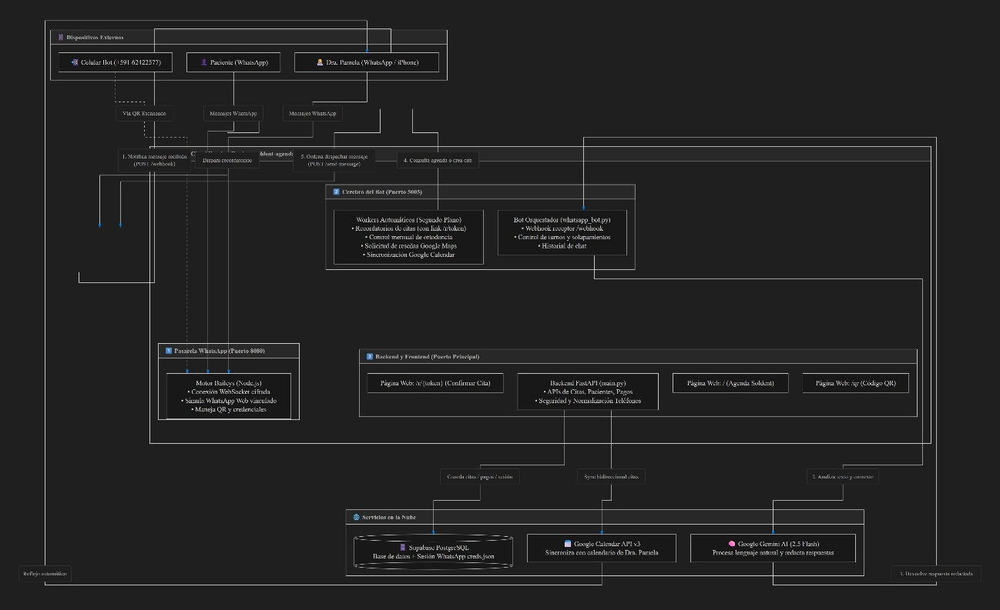 Dispositivos Externos
Celular Bot (+591 62422577)
Paciente (WhatsApp)
Dra. Pamela (WhatsApp / iPhone)
Vía QR Escaneado
Mensajes WhatsApp
Mensajes WhatsApp
ldent-agenda
1. Notifica mensaje recibido
(POST /webhook)
Dispara recordatorios
5. Ordena despachar mensaje
(POST /send-message)
4. Consulta agenda o crea cita
2 Cerebro del Bot (Puerto 5005)
Workers Automáticos (Segundo Plano)
• Recordatorios de citas (con link /r/token)
• Control mensual de ortodoncia
• Solicitud de reseñas Google Maps
• Sincronización Google Calendar
Bot Orquestador (whatsapp_bot.py)
• Webhook receptor /webhook
• Control de turnos y solapamientos
• Historial de chat
1 Pasarela WhatsApp (Puerto 8080)
Motor Baileys (Node.js)
• Conexión WebSocket cifrada
• Simula WhatsApp Web vinculado
• Maneja QR y credenciales
3 Backend y Frontend (Puerto Principal)
Página Web: /r/{token} (Confirmar Cita)
Backend FastAPI (main.py)
• APIs de Citas, Pacientes, Pagos
• Seguridad y Normalización Teléfonos
Página Web: / (Agenda Soldent)
Página Web: /qr (Código QR)
Guarda citas / pagos / sesión
Sync bidireccional citas
2. Analiza texto y contexto
Servicios en la Nube
Supabase PostgreSQL
Base de datos + Sesión WhatsApp creds.json
Google Calendar API v3
Sincroniza con calendario de Dra. Pamela
Google Gemini AI (2.5 Flash)
Procesa lenguaje natural y redacta respuestas
Reflejo automático
3. Devuelve respuesta redactada